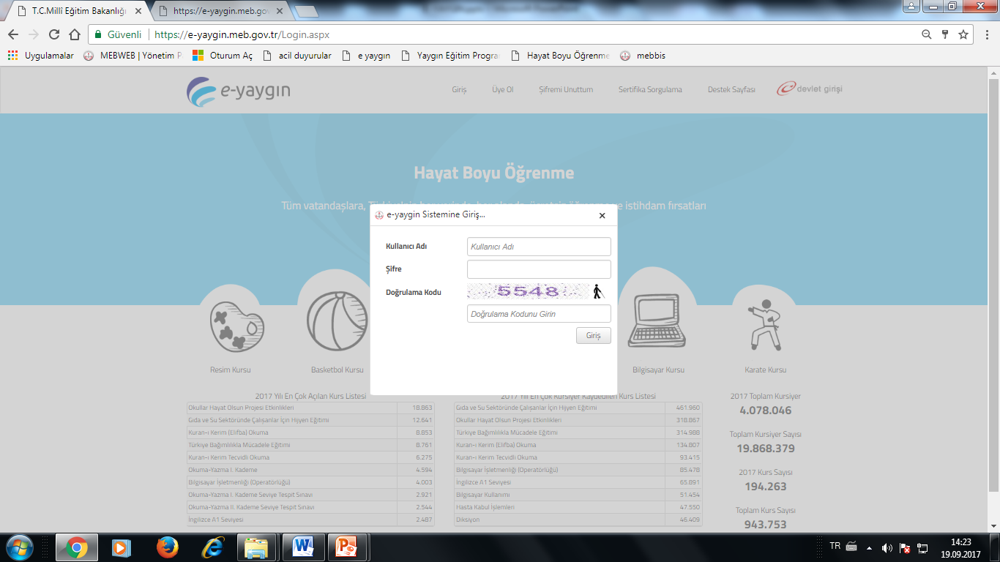 T.C.Millî Eğitim Bakanlığı
https://e-yaygin.meb.gov
Güvenli https://e-yaygin.meb.gov.tr/Login.aspx
Uygulamalar MEBWEB | Yönetim P Oturum Aç acil duyurular e yaygın Yaygın Eğitim Progra Hayat Boyu Öğrenme mebbis
e-yaygın Giriş Üye Ol Şifremi Unuttum Sertifika Sorgulama Destek Sayfası devlet girişi
Hayat Boyu Öğrenme
Tüm vatandaşlara, ve istihdam fırsatları
e-yaygin Sistemine Giriş...
Kullanıcı Adı Kullanıcı Adı
Şifre
Doğrulama Kodu 5548
Doğrulama Kodunu Girin
Giriş
Resim Kursu Basketbol Kursu Bilgisayar Kursu Karate Kursu
2017 Yılı En Çok Açılan Kurs Listesi
Okullar Hayat Olsun Projesi Etkinlikleri 18.863
Gıda ve Su Sektöründe Çalışanlar İçin Hijyen Eğitimi 12.641
Kuran-ı Kerim (Elifba) Okuma 8.853
Türkiye Bağımlılıkla Mücadele Eğitimi 8.761
Kuran-ı Kerim Tecvidli Okuma 6.275
Okuma-Yazma I. Kademe 4.594
Bilgisayar İşletmenliği (Operatörlüğü) 4.003
Okuma-Yazma I. Kademe Seviye Tespit Sınavı 2.921
Okuma-Yazma II. Kademe Seviye Tespit Sınavı 2.544
İngilizce A1 Seviyesi 2.487
2017 Yılı En Çok Kursiyer Kaydedilen Kurs Listesi
Gıda ve Su Sektöründe Çalışanlar İçin Hijyen Eğitimi 461.960
Okullar Hayat Olsun Projesi Etkinlikleri 318.867
Türkiye Bağımlılıkla Mücadele Eğitimi 314.988
Kuran-ı Kerim (Elifba) Okuma 134.807
Kuran-ı Kerim Tecvidli Okuma 93.415
Bilgisayar İşletmenliği (Operatörlüğü) 85.478
İngilizce A1 Seviyesi 65.891
Bilgisayar Kullanımı 51.454
Hasta Kabul İşlemleri 47.550
Diksiyon 46.409
2017 Toplam Kursiyer
4.078.046
Toplam Kursiyer Sayısı
19.868.379
2017 Kurs Sayısı
194.263
Toplam Kurs Sayısı
943.753
TR
14:23
19.09.2017